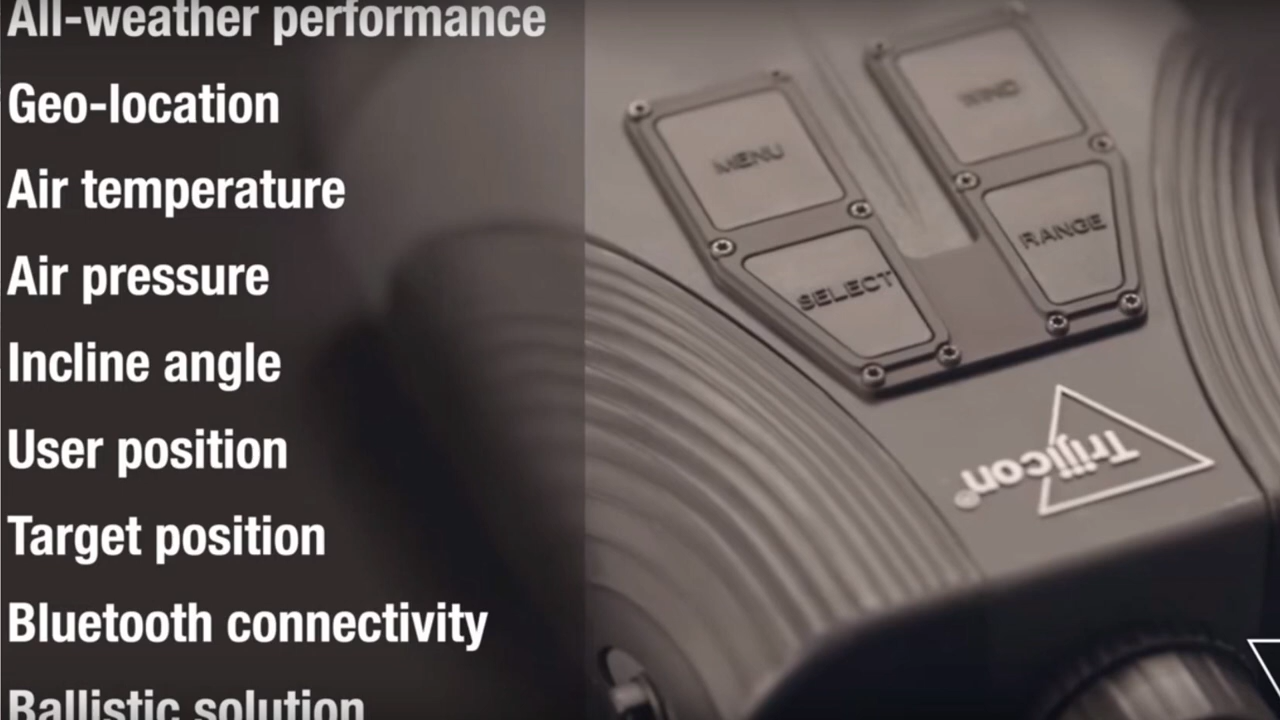 All-weather performance
Geo-location
Air temperature
Air pressure
Incline angle
User position
Target position
Bluetooth connectivity
Ballistic solution
MENU
SELECT
WIND
RANGE
Trijicon®